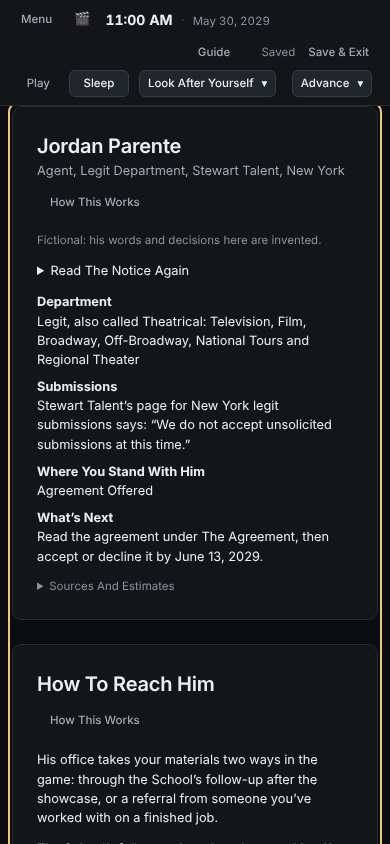 Menu 🎬 11:00 AM · May 30, 2029
Guide Saved Save & Exit
Play Sleep Look After Yourself ▾ Advance ▾
Jordan Parente
Agent, Legit Department, Stewart Talent, New York
How This Works
Fictional: his words and decisions here are invented.
▶ Read The Notice Again
Department
Legit, also called Theatrical: Television, Film,
Broadway, Off-Broadway, National Tours and
Regional Theater
Submissions
Stewart Talent’s page for New York legit
submissions says: “We do not accept unsolicited
submissions at this time.”
Where You Stand With Him
Agreement Offered
What’s Next
Read the agreement under The Agreement, then
accept or decline it by June 13, 2029.
▶ Sources And Estimates
How To Reach Him
How This Works
His office takes your materials two ways in the
game: through the School’s follow-up after the
showcase, or a referral from someone you’ve
worked with on a finished job.